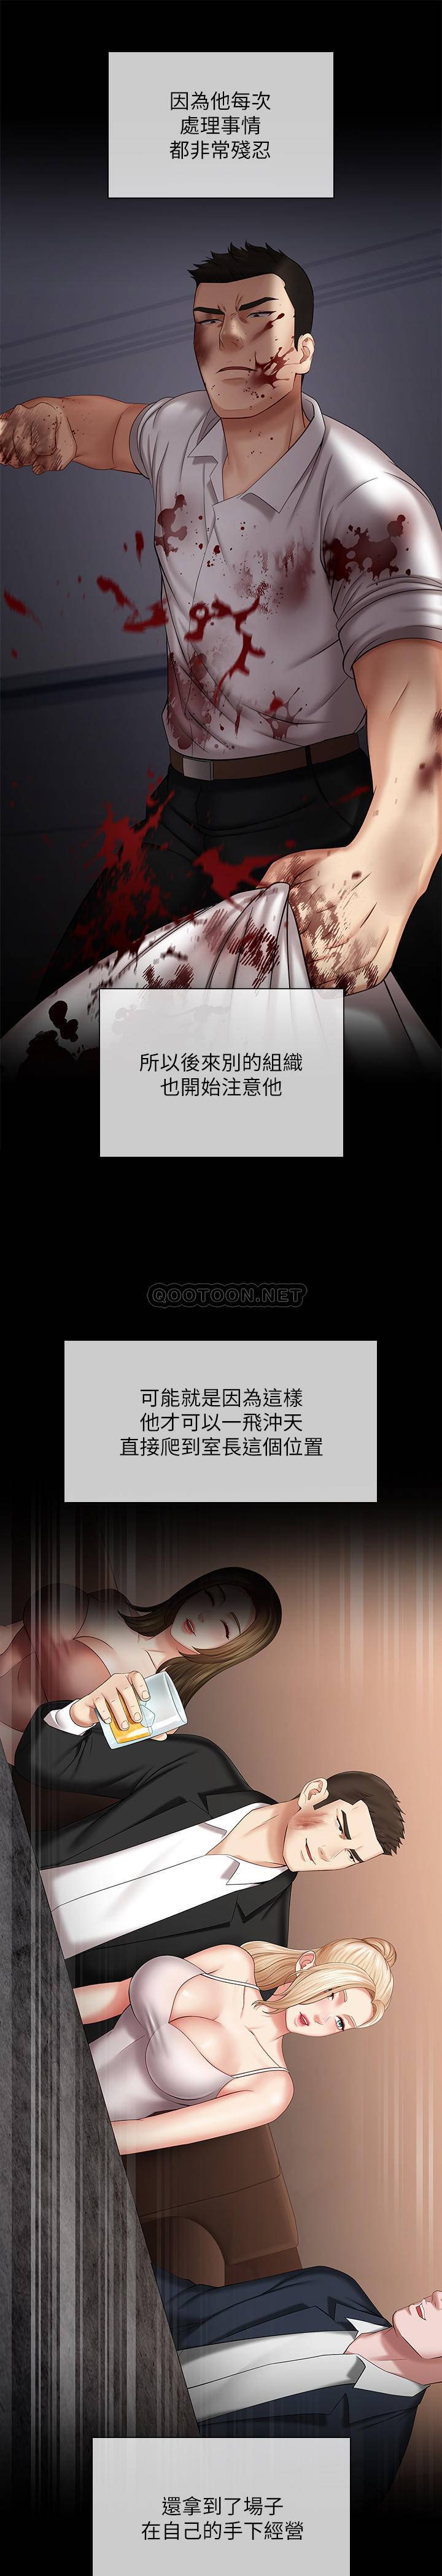 因為他每次
處理事情
都非常殘忍
所以後來別的組織
也開始注意他
QOOTOON.NET
可能就是因為這樣
他才可以一飛沖天
直接爬到室長這個位置
還拿到了場子
在自己的手下經營